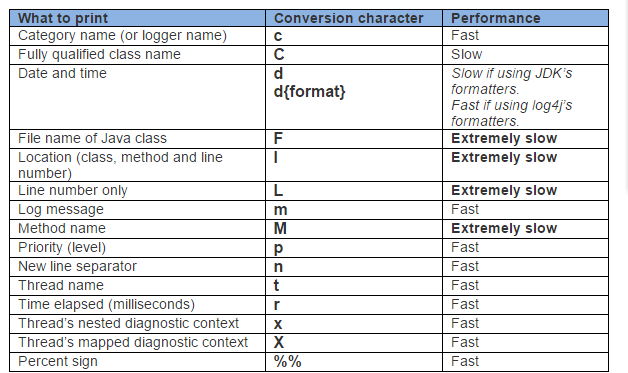 What to print Conversion character Performance
Category name (or logger name) c Fast
Fully qualified class name C Slow
Date and time d Slow if using JDK's
formatters.
d{format}
Fast if using log4j's
formatters.
File name of Java class F Extremely slow
Location (class, method and line l Extremely slow
number)
Line number only L Extremely slow
Log message m Fast
Method name M Extremely slow
Priority (level) p Fast
New line separator n Fast
Thread name t Fast
Time elapsed (milliseconds) r Fast
Thread's nested diagnostic context x Fast
Thread's mapped diagnostic context X Fast
Percent sign %% Fast